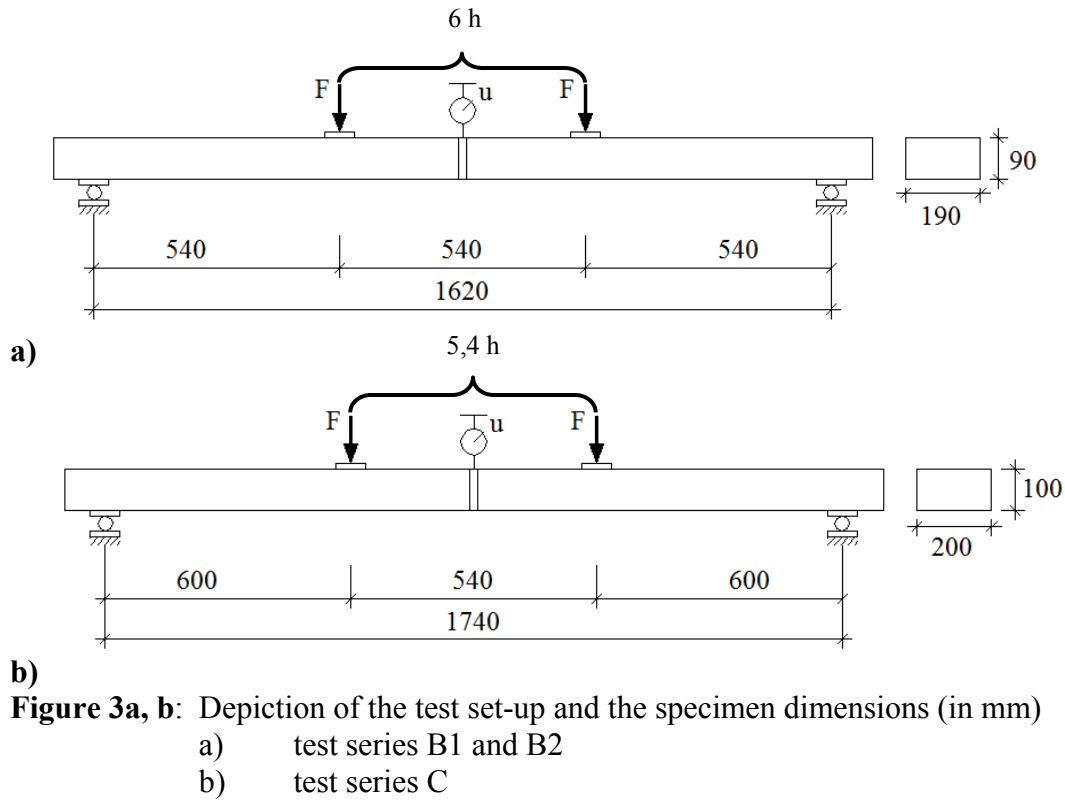 6 h
F F
u
90
190
540 540 540
1620
a)
5,4 h
F F
u
100
200
600 540 600
1740
b)
Figure 3a, b: Depiction of the test set-up and the specimen dimensions (in mm)
a) test series B1 and B2
b) test series C